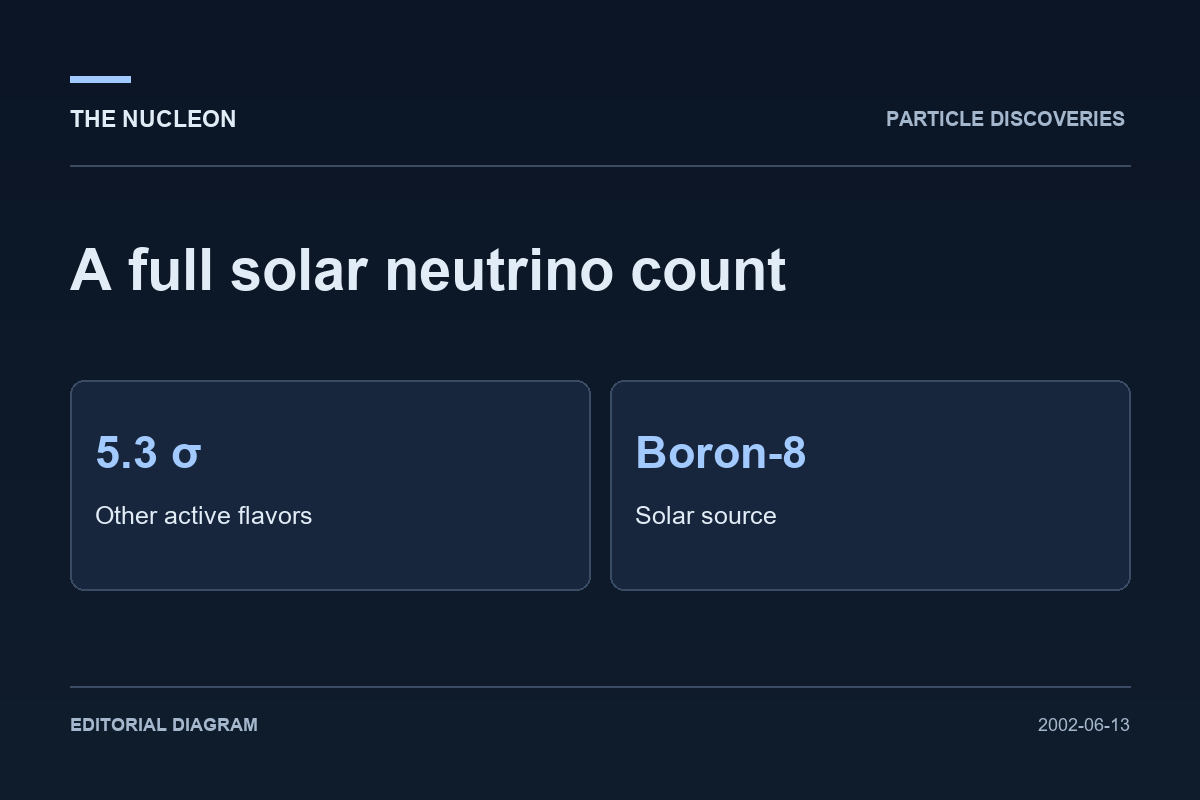 THE NUCLEON
PARTICLE DISCOVERIES
A full solar neutrino count
5.3 σ
Other active flavors
Boron-8
Solar source
EDITORIAL DIAGRAM
2002-06-13